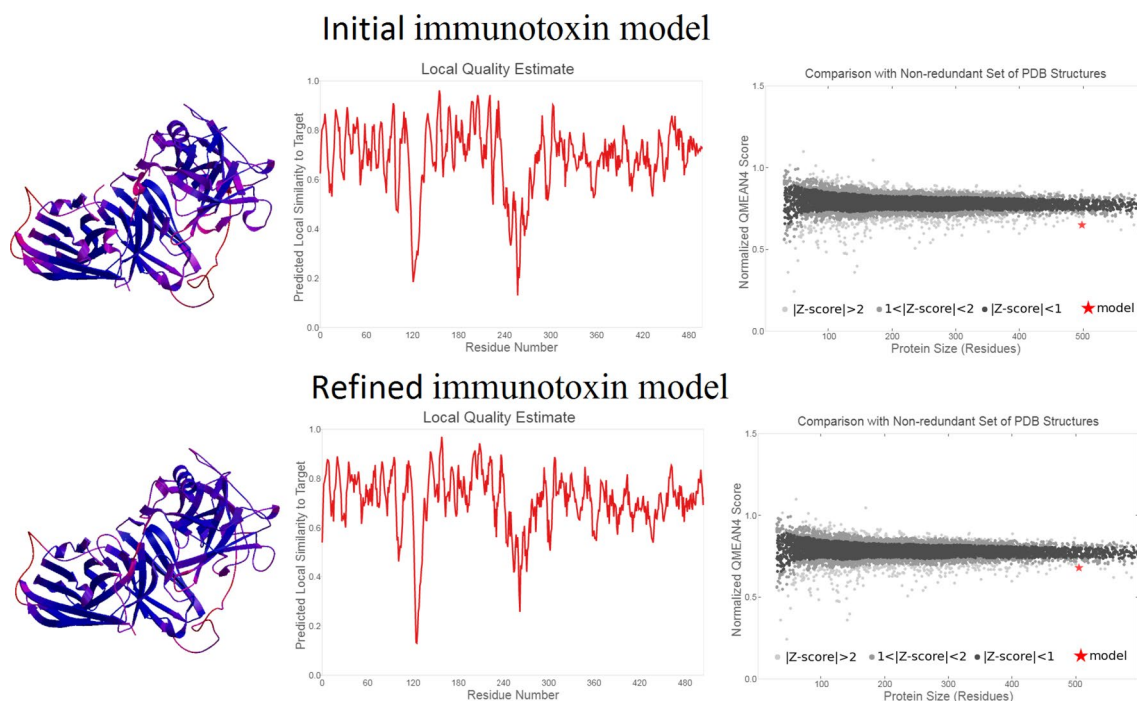 Initial immunotoxin model
Local Quality Estimate
Predicted Local Similarity to Target
1.0
0.8
0.6
0.4
0.2
0.0
0 60 120 180 240 300 360 420 480
Residue Number
Comparison with Non-redundant Set of PDB Structures
Normalized QMEAN4 Score
1.5
1.0
0.5
0.0
|Z-score|>2 1<|Z-score|<2 |Z-score|<1 model
100 200 300 400 500
Protein Size (Residues)
Refined immunotoxin model
Local Quality Estimate
Predicted Local Similarity to Target
1.0
0.8
0.6
0.4
0.2
0.0
0 60 120 180 240 300 360 420 480
Residue Number
Comparison with Non-redundant Set of PDB Structures
Normalized QMEAN4 Score
1.5
1.0
0.5
0.0
|Z-score|>2 1<|Z-score|<2 |Z-score|<1 model
100 200 300 400 500
Protein Size (Residues)